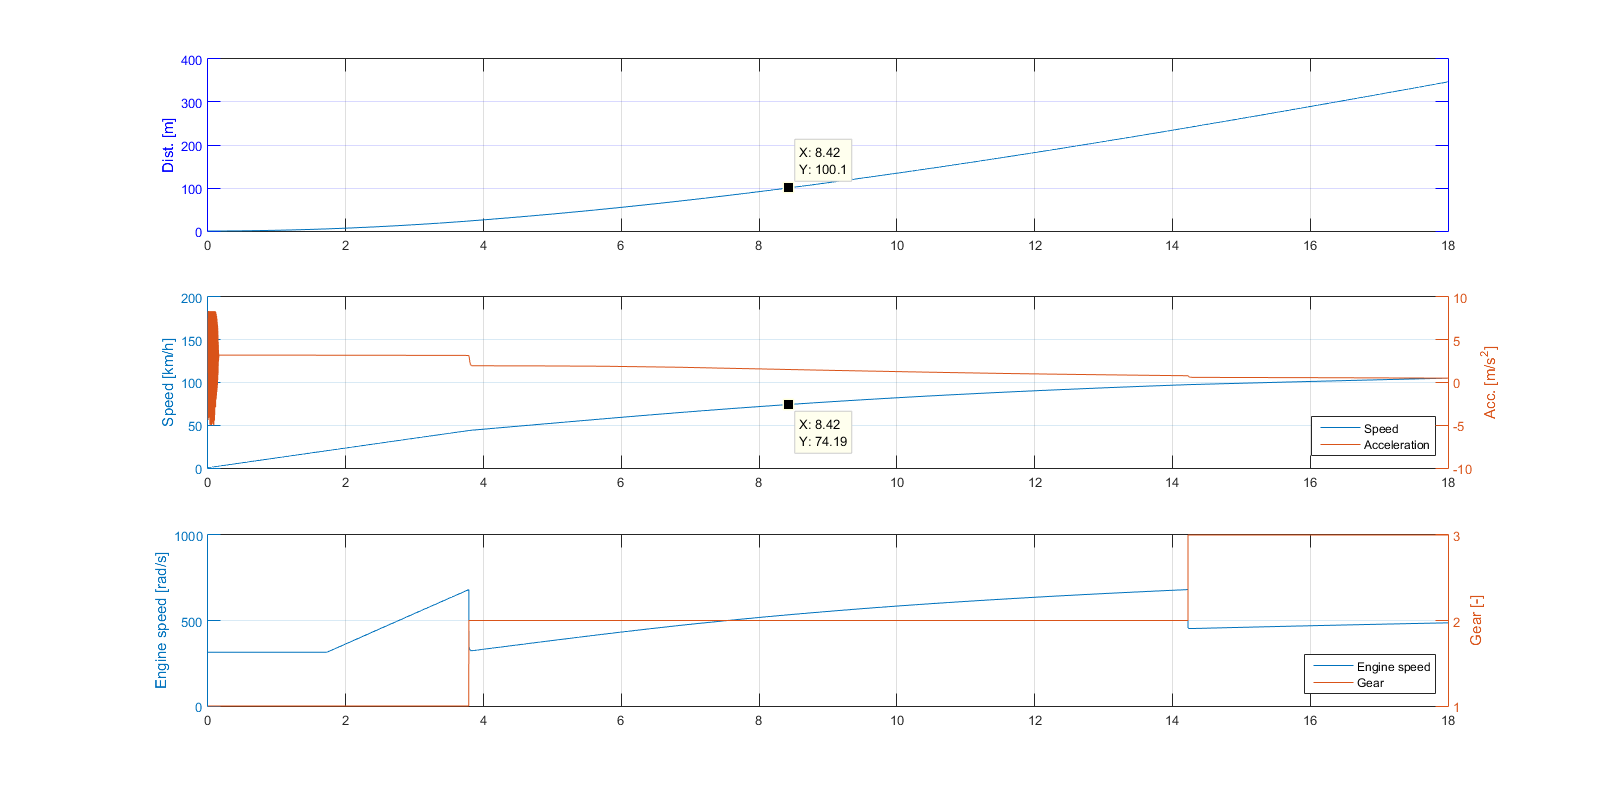 400
300
200
100
0
Dist. [m]
X: 8.42
Y: 100.1
0 2 4 6 8 10 12 14 16 18
200
150
100
50
0
Speed [km/h]
10
5
0
-5
-10
Acc. [m/s²]
X: 8.42
Y: 74.19
Speed
Acceleration
0 2 4 6 8 10 12 14 16 18
1000
500
0
Engine speed [rad/s]
3
2
1
Gear [-]
Engine speed
Gear
0 2 4 6 8 10 12 14 16 18